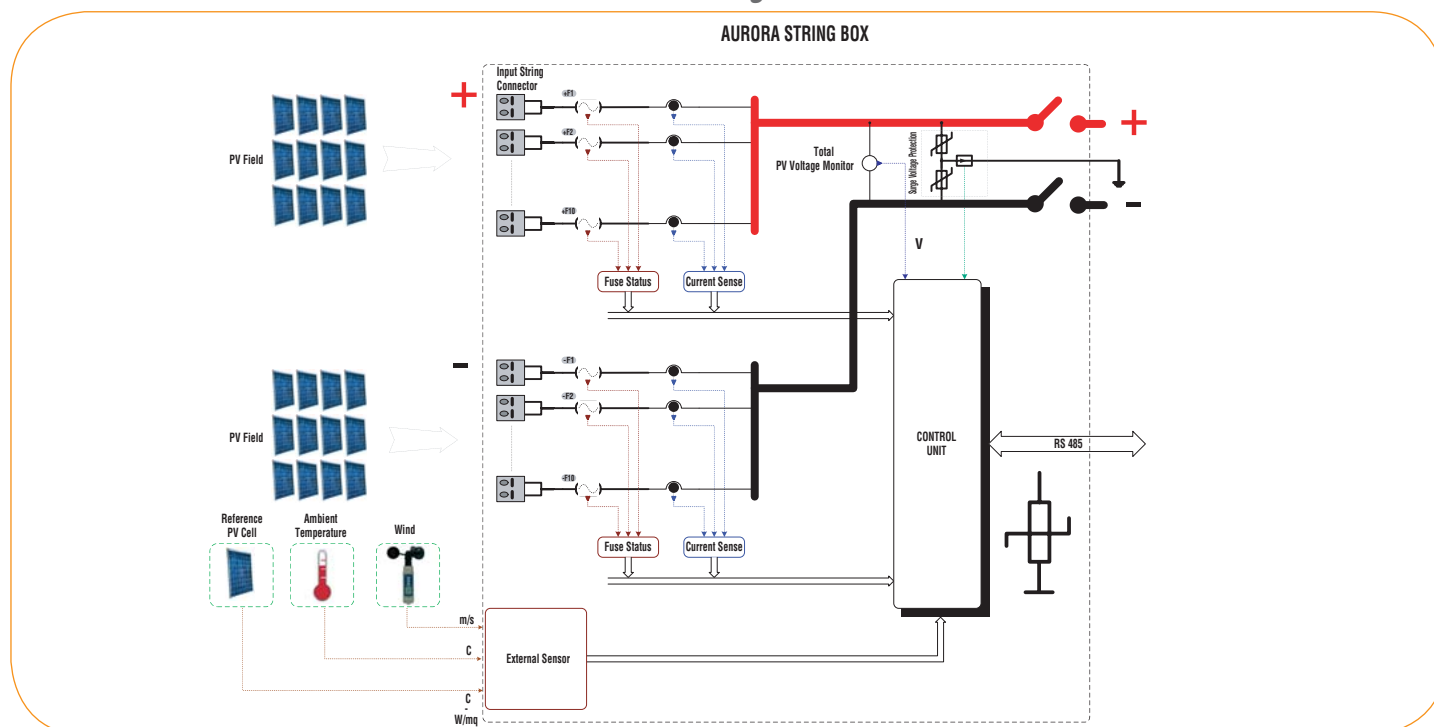 AURORA STRING BOX
Input String
Connector
+
+F1
+F2
+F10
PV Field
Total
PV Voltage Monitor
Surge Voltage Protection
+
-
V
Fuse Status
Current Sense
-
-F1
-F2
-F10
PV Field
Fuse Status
Current Sense
CONTROL
UNIT
RS 485
Reference
PV Cell
Ambient
Temperature
Wind
m/s
C
C
-
W/mq
External Sensor